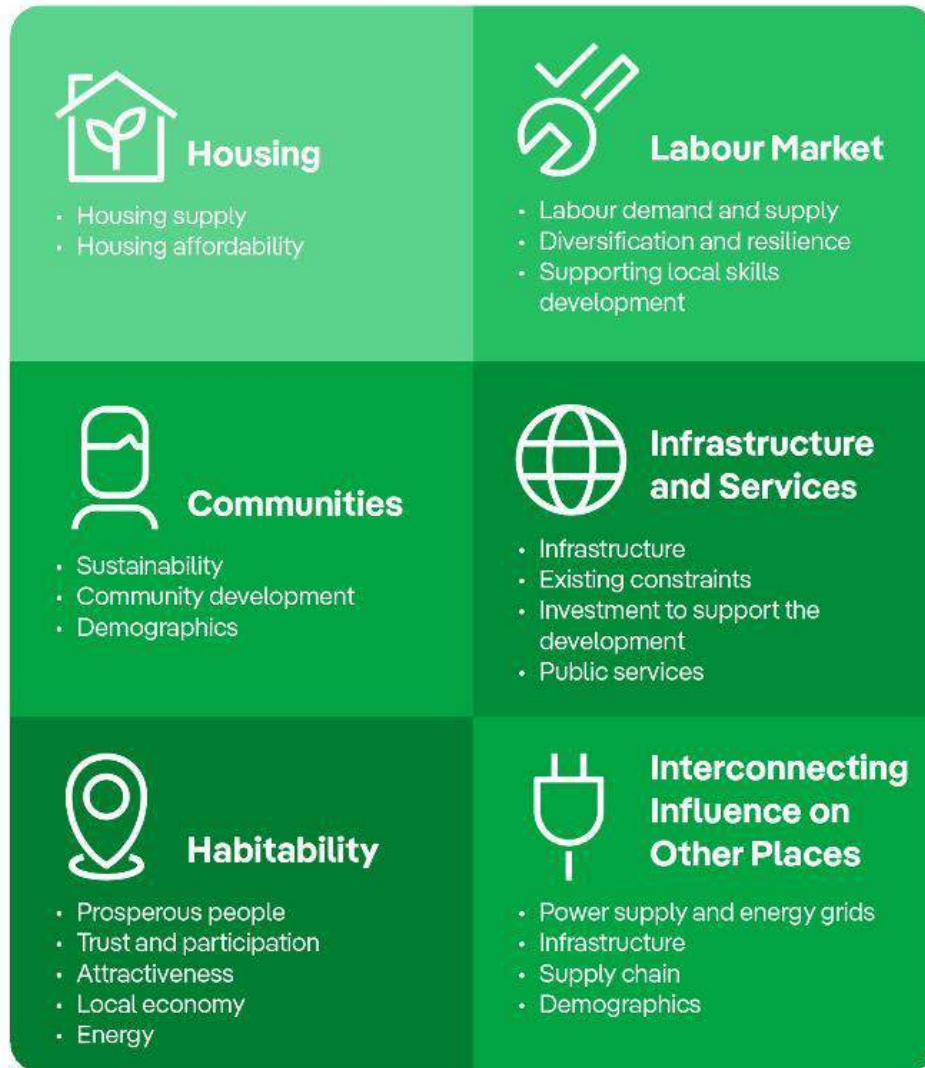 Housing
• Housing supply
• Housing affordability
Labour Market
• Labour demand and supply
• Diversification and resilience
• Supporting local skills
development
Communities
• Sustainability
• Community development
• Demographics
Infrastructure
and Services
• Infrastructure
• Existing constraints
• Investment to support the
development
• Public services
Habitability
• Prosperous people
• Trust and participation
• Attractiveness
• Local economy
• Energy
Interconnecting
Influence on
Other Places
• Power supply and energy grids
• Infrastructure
• Supply chain
• Demographics